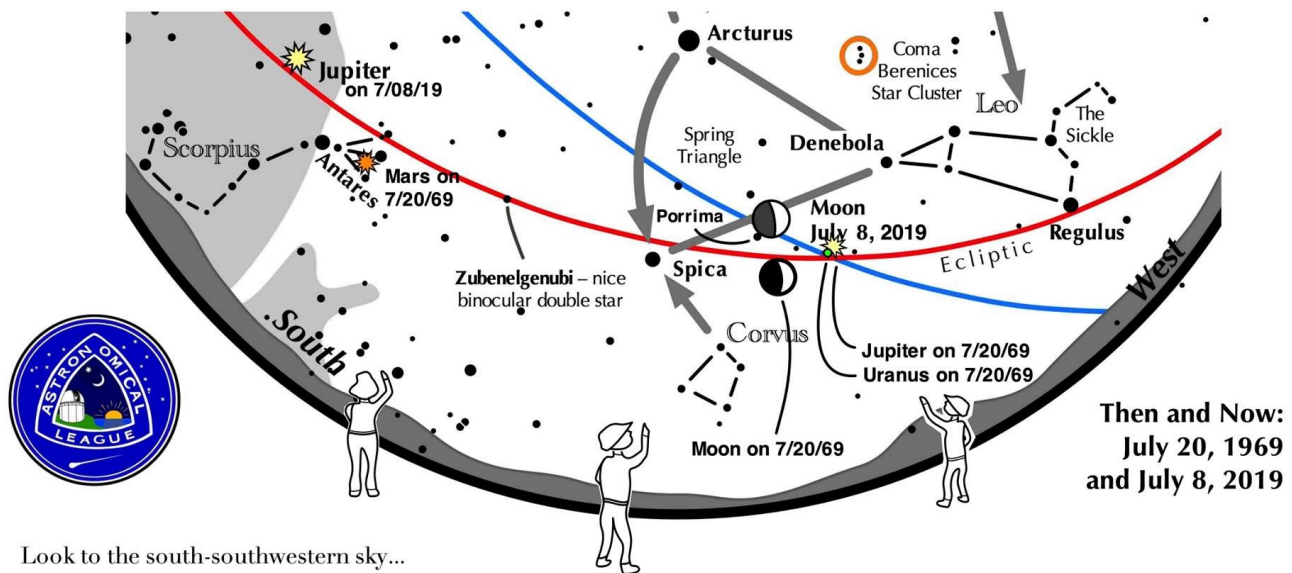 Arcturus
Jupiter
on 7/08/19
Coma
Berenices
Star Cluster
Leo
The
Sickle
Scorpius
Spring
Triangle
Denebola
Antares
Mars on
7/20/69
Porrima
Moon
July 8, 2019
Regulus
Ecliptic
West
Zubenelgenubi – nice
binocular double star
Spica
South
Corvus
Jupiter on 7/20/69
Uranus on 7/20/69
Moon on 7/20/69
ASTRONOMICAL
LEAGUE
Then and Now:
July 20, 1969
and July 8, 2019
Look to the south-southwestern sky...